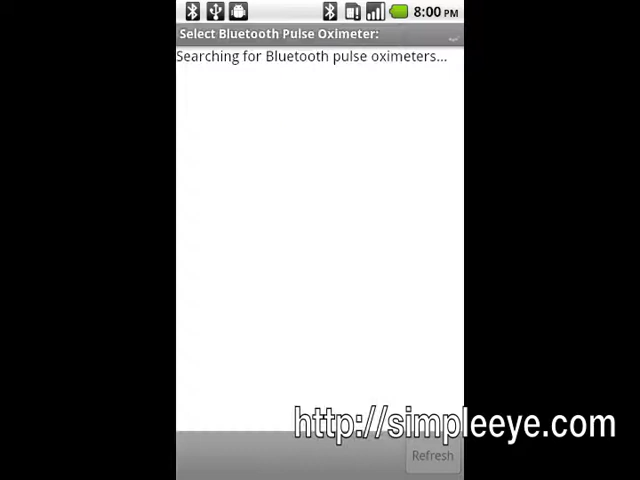 8:00 PM
Select Bluetooth Pulse Oximeter:
Searching for Bluetooth pulse oximeters...
http://simpleeye.com
Refresh